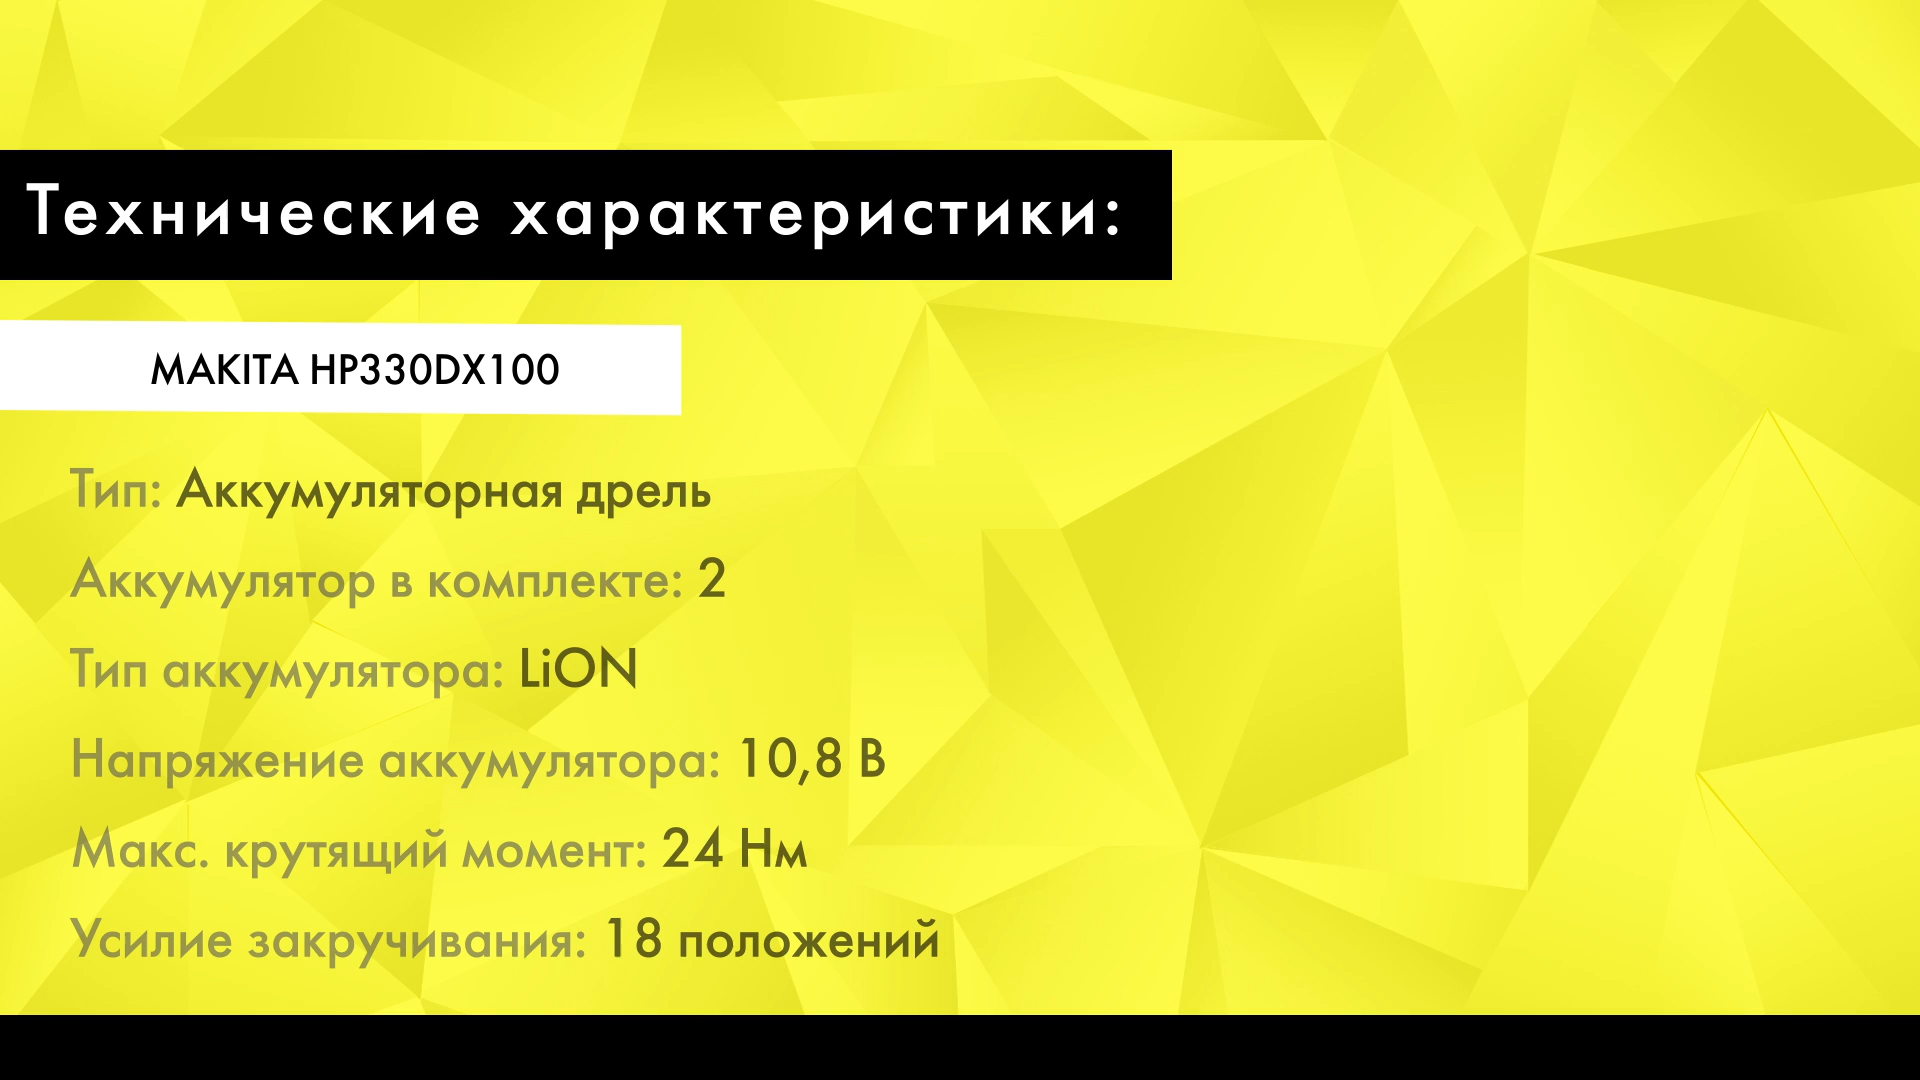 Технические характеристики:
MAKITA HP330DX100
Тип: Аккумуляторная дрель
Аккумулятор в комплекте: 2
Тип аккумулятора: LiON
Напряжение аккумулятора: 10,8 В
Макс. крутящий момент: 24 Нм
Усилие закручивания: 18 положений